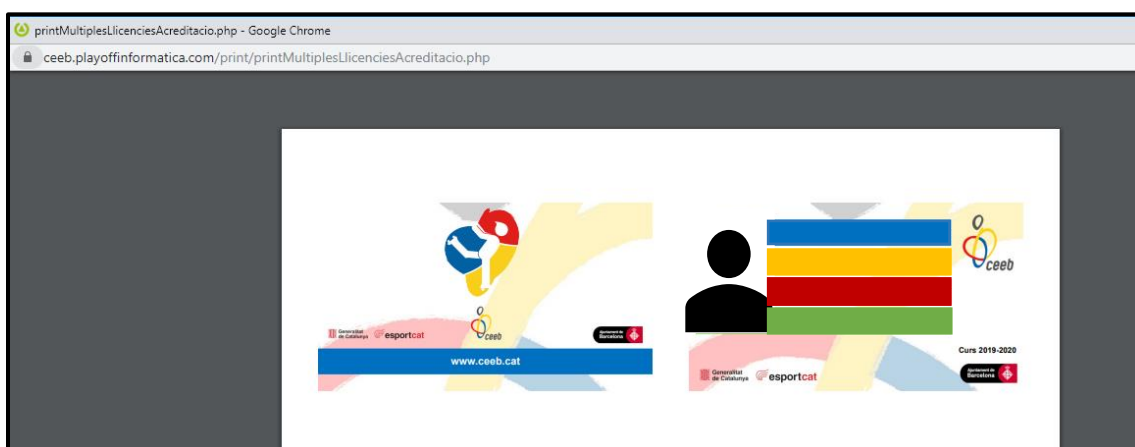 printMultiplesLlicenciesAcreditacio.php - Google Chrome
ceeb.playoffinformatica.com/print/printMultiplesLlicenciesAcreditacio.php
ceeb
Generalitat
de Catalunya
esportcat
ceeb
Ajuntament de
Barcelona
www.ceeb.cat
Curs 2019-2020
Generalitat
de Catalunya
esportcat
Ajuntament de
Barcelona